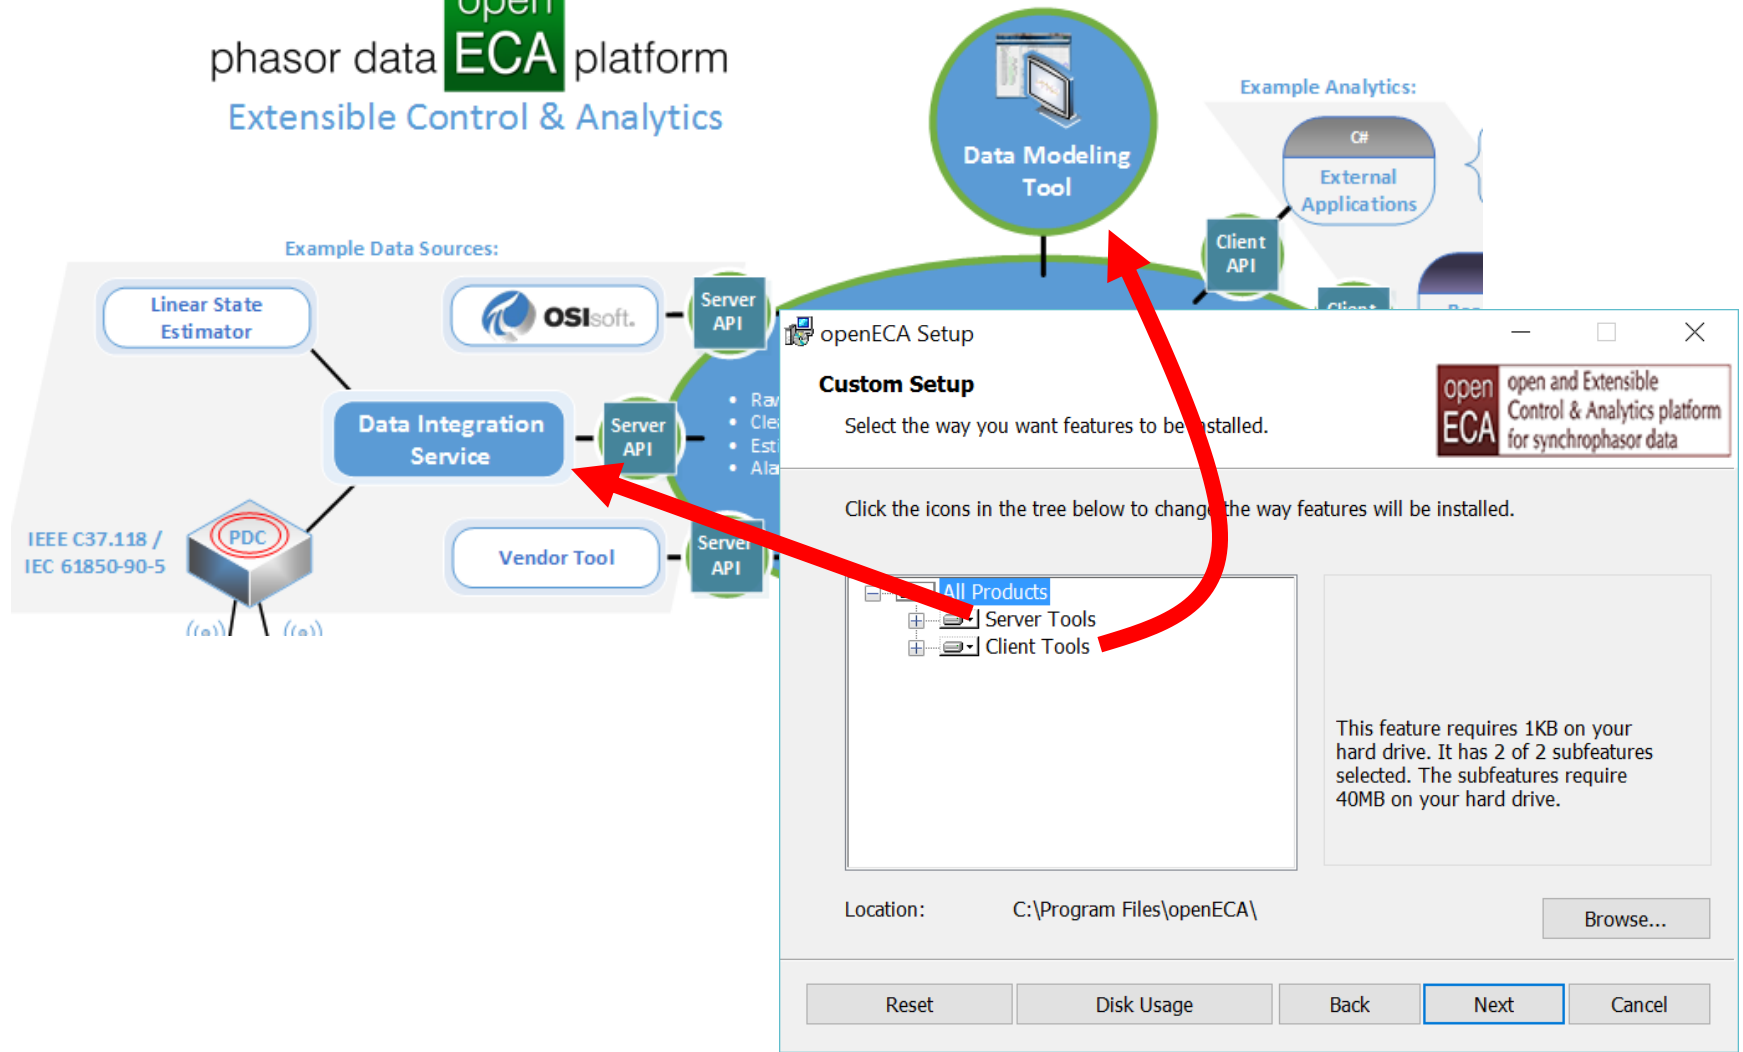 open
phasor data ECA platform
Extensible Control & Analytics
Data Modeling
Tool
Example Analytics:
C#
External
Applications
Client
API
Example Data Sources:
Linear State
Estimator
OSIsoft.
Server
API
Client
Data Integration
Service
Server
API
IEEE C37.118 /
IEC 61850-90-5
PDC
Vendor Tool
Server
API
((o))
((o))
openECA Setup
Custom Setup
Select the way you want features to be installed.
open
ECA
open and Extensible
Control & Analytics platform
for synchrophasor data
Click the icons in the tree below to change the way features will be installed.
All Products
Server Tools
Client Tools
This feature requires 1KB on your
hard drive. It has 2 of 2 subfeatures
selected. The subfeatures require
40MB on your hard drive.
Location:
C:\Program Files\openECA\
Browse...
Reset
Disk Usage
Back
Next
Cancel